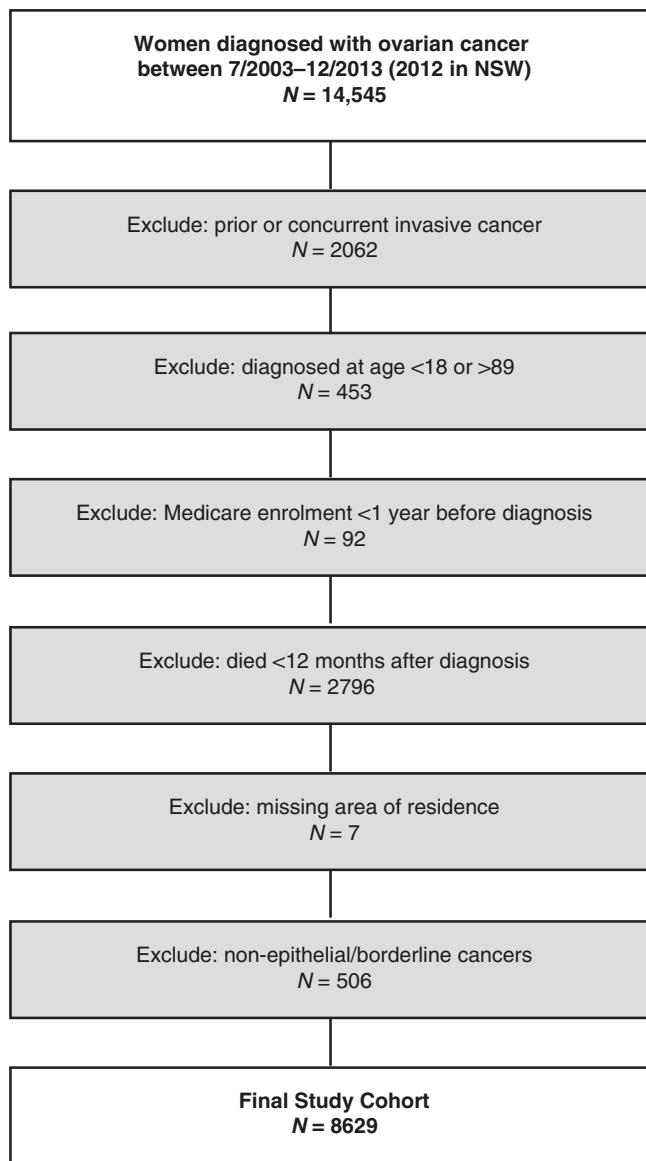 Women diagnosed with ovarian cancer
between 7/2003–12/2013 (2012 in NSW)
N = 14,545
Exclude: prior or concurrent invasive cancer
N = 2062
Exclude: diagnosed at age <18 or >89
N = 453
Exclude: Medicare enrolment <1 year before diagnosis
N = 92
Exclude: died <12 months after diagnosis
N = 2796
Exclude: missing area of residence
N = 7
Exclude: non-epithelial/borderline cancers
N = 506
Final Study Cohort
N = 8629